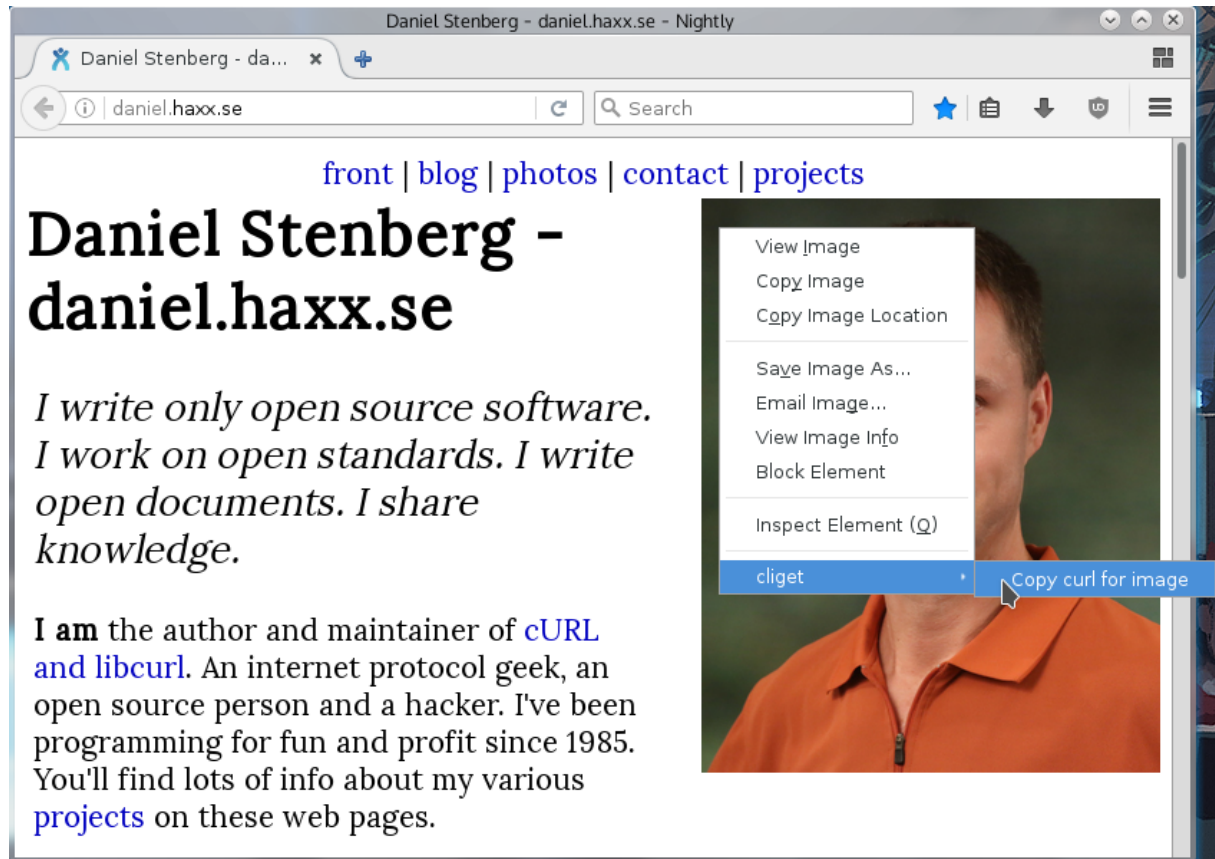 Daniel Stenberg - daniel.haxx.se - Nightly
Daniel Stenberg - da...
daniel.haxx.se
Search
front | blog | photos | contact | projects
Daniel Stenberg -
daniel.haxx.se
I write only open source software.
I work on open standards. I write
open documents. I share
knowledge.
I am the author and maintainer of cURL
and libcurl. An internet protocol geek, an
open source person and a hacker. I've been
programming for fun and profit since 1985.
You'll find lots of info about my various
projects on these web pages.
View Image
Copy Image
Copy Image Location
Save Image As...
Email Image...
View Image Info
Block Element
Inspect Element (Q)
cliget
Copy curl for image